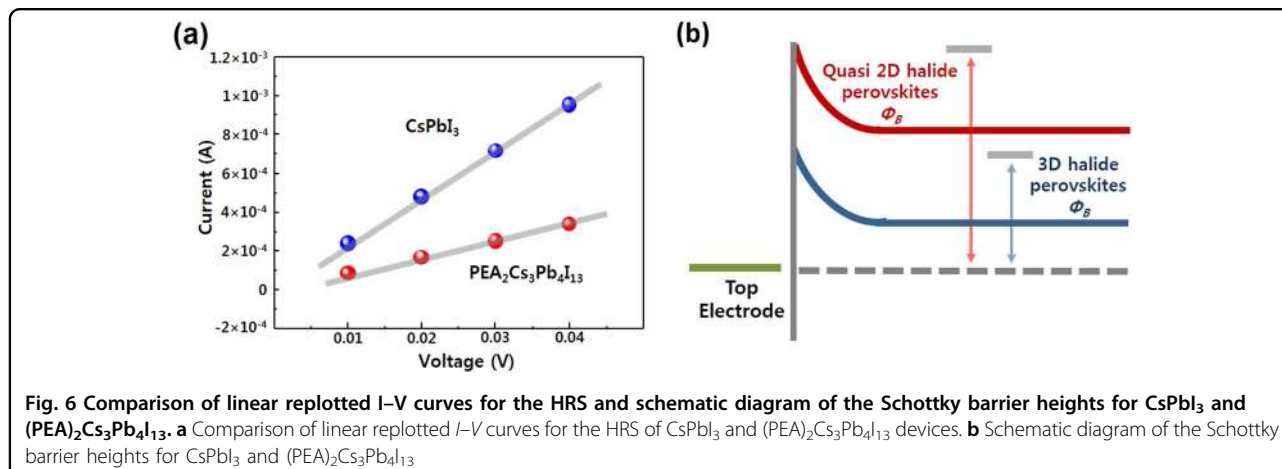 (a)
1.2×10⁻³
1×10⁻³
8×10⁻⁴
6×10⁻⁴
4×10⁻⁴
2×10⁻⁴
0
-2×10⁻⁴
Current (A)
CsPbI₃
PEA₂Cs₃Pb₄I₁₃
0.01 0.02 0.03 0.04
Voltage (V)
(b)
Quasi 2D halide
perovskites
Φ_B
3D halide
perovskites
Φ_B
Top
Electrode
Fig. 6 Comparison of linear replotted I–V curves for the HRS and schematic diagram of the Schottky barrier heights for CsPbI₃ and
(PEA)₂Cs₃Pb₄I₁₃. a Comparison of linear replotted I–V curves for the HRS of CsPbI₃ and (PEA)₂Cs₃Pb₄I₁₃ devices. b Schematic diagram of the Schottky
barrier heights for CsPbI₃ and (PEA)₂Cs₃Pb₄I₁₃